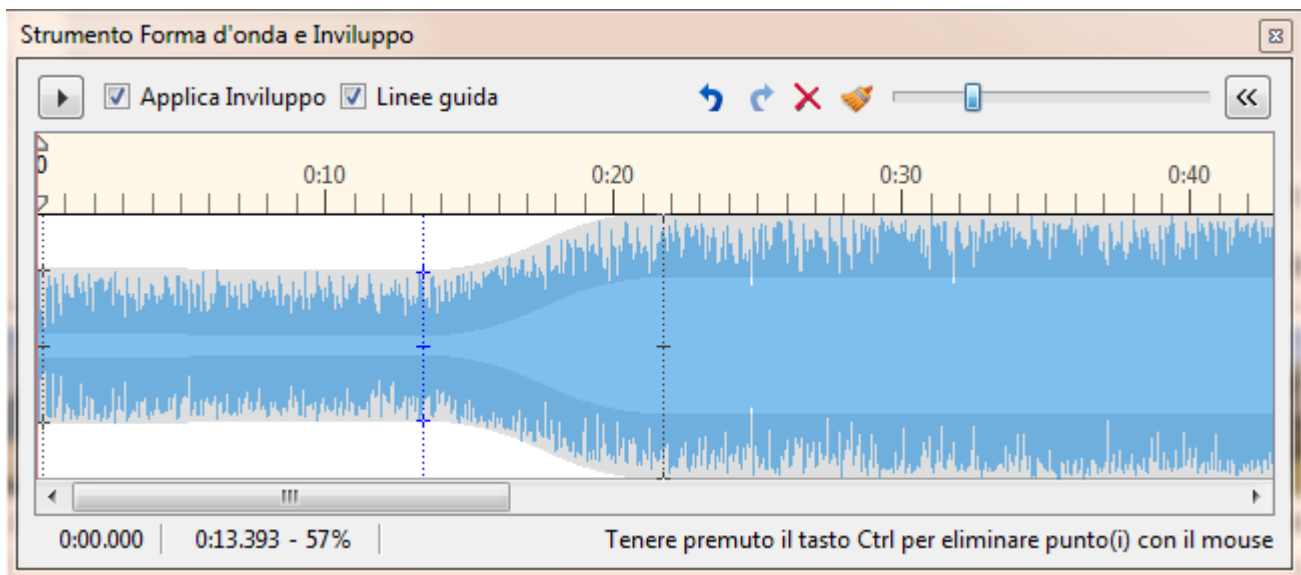 Strumento Forma d'onda e Inviluppo
Applica Inviluppo Linee guida
0 0:10 0:20 0:30 0:40
0:00.000 0:13.393 - 57% Tenere premuto il tasto Ctrl per eliminare punto(i) con il mouse